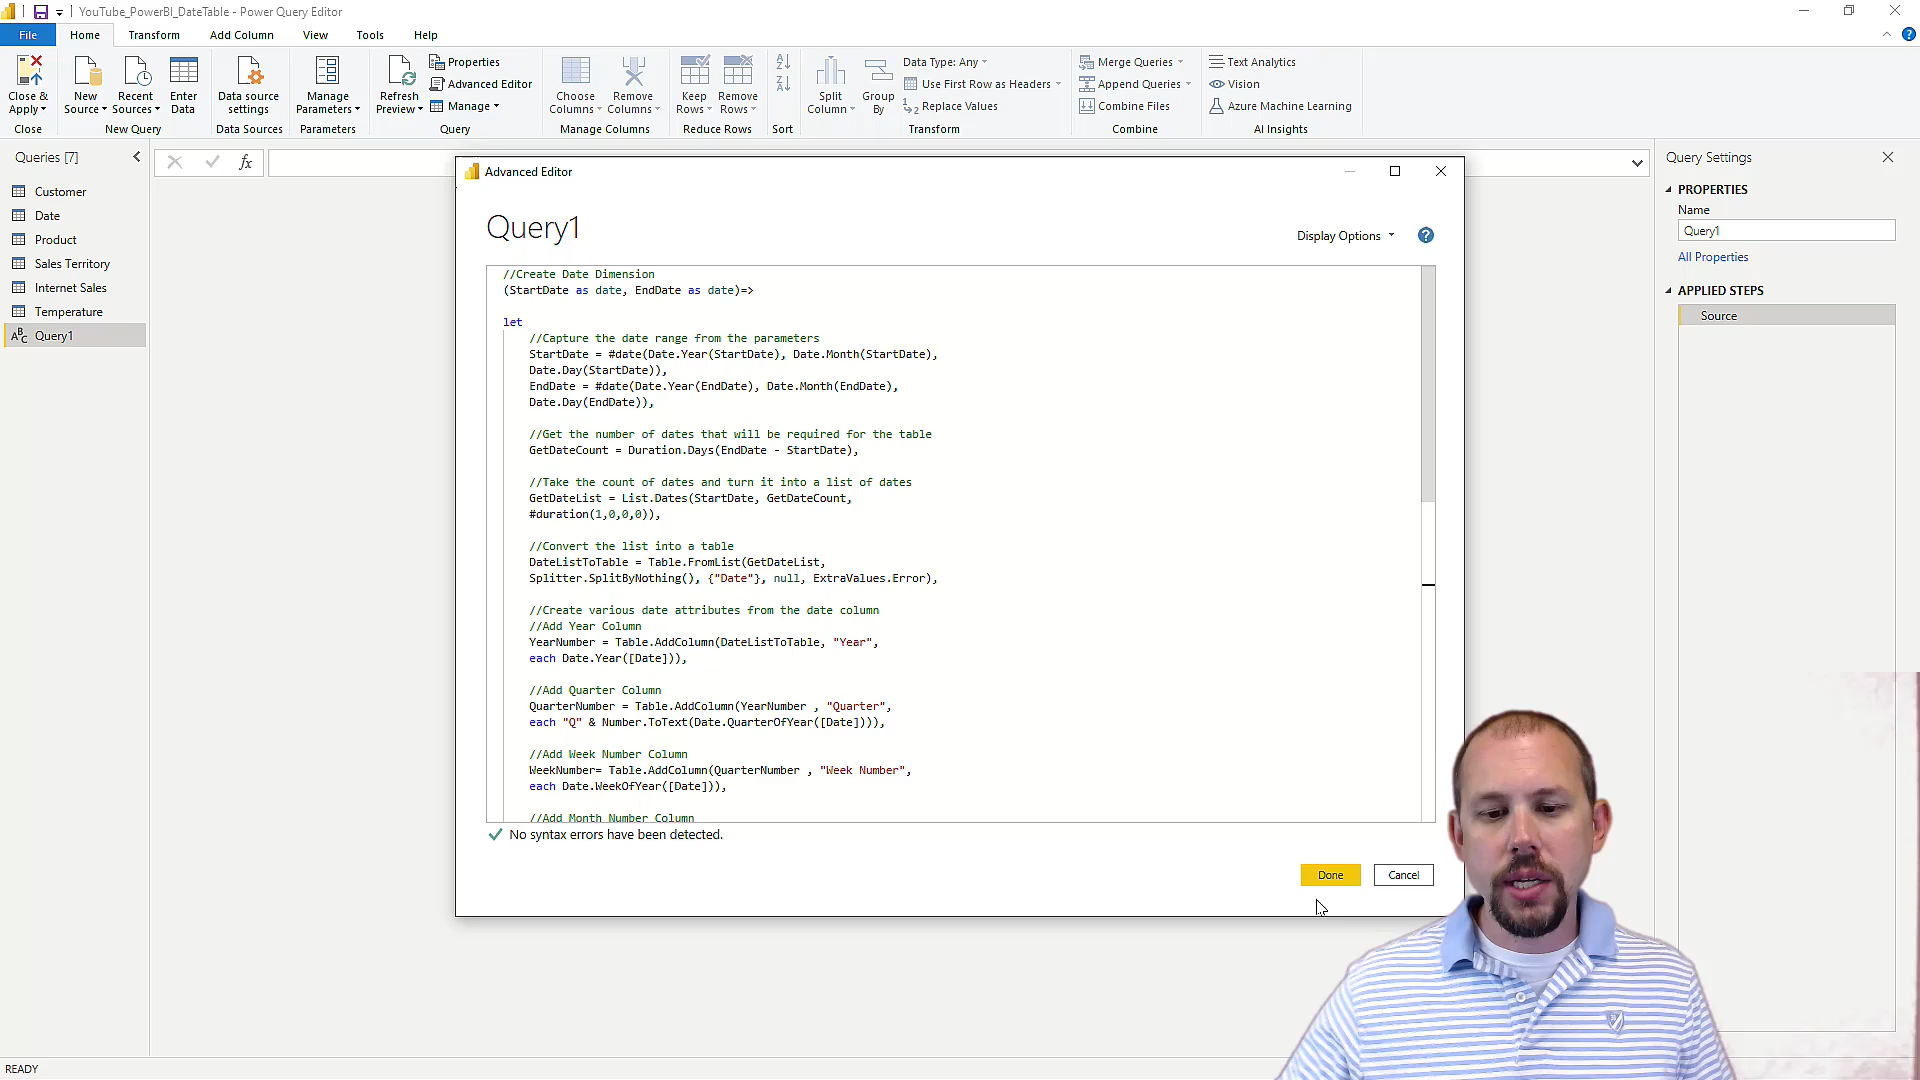 YouTube_PowerBI_DateTable - Power Query Editor
File Home Transform Add Column View Tools Help
Close & Apply
New Source
Recent Sources
Enter Data
Data source settings
Manage Parameters
Refresh Preview
Properties
Advanced Editor
Manage
Choose Columns
Remove Columns
Keep Rows
Remove Rows
A
Z
Z
A
Split Column
Group By
Data Type: Any
Use First Row as Headers
1
2
Replace Values
Merge Queries
Append Queries
Combine Files
Text Analytics
Vision
Azure Machine Learning
Close New Query Data Sources Parameters Query Manage Columns Reduce Rows Sort Transform Combine AI Insights
Queries [7]
Customer
Date
Product
Sales Territory
Internet Sales
Temperature
ABC Query1
fx
Advanced Editor
Query1
Display Options
?
//Create Date Dimension
(StartDate as date, EndDate as date)=>
let
//Capture the date range from the parameters
StartDate = #date(Date.Year(StartDate), Date.Month(StartDate),
Date.Day(StartDate)),
EndDate = #date(Date.Year(EndDate), Date.Month(EndDate),
Date.Day(EndDate)),
//Get the number of dates that will be required for the table
GetDateCount = Duration.Days(EndDate - StartDate),
//Take the count of dates and turn it into a list of dates
GetDateList = List.Dates(StartDate, GetDateCount,
#duration(1,0,0,0)),
//Convert the list into a table
DateListToTable = Table.FromList(GetDateList,
Splitter.SplitByNothing(), {"Date"}, null, ExtraValues.Error),
//Create various date attributes from the date column
//Add Year Column
YearNumber = Table.AddColumn(DateListToTable, "Year",
each Date.Year([Date])),
//Add Quarter Column
QuarterNumber = Table.AddColumn(YearNumber , "Quarter",
each "Q" & Number.ToText(Date.QuarterOfYear([Date]))),
//Add Week Number Column
WeekNumber= Table.AddColumn(QuarterNumber , "Week Number",
each Date.WeekOfYear([Date])),
//Add Month Number Column
No syntax errors have been detected.
Done
Cancel
Query Settings
PROPERTIES
Name
Query1
All Properties
APPLIED STEPS
Source
READY